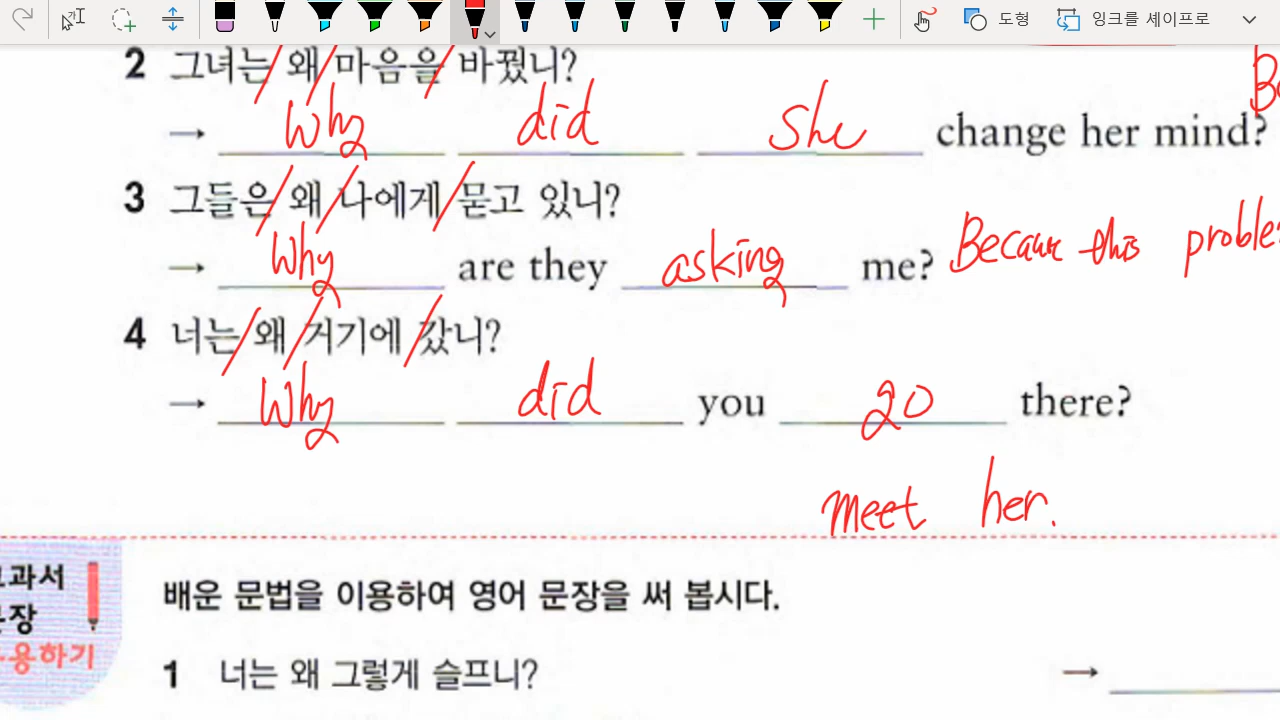 도형 잉크를 셰이프로
2 그녀는/ 왜/ 마음을/ 바꿨니?
→ Why did she change her mind?
3 그들은/ 왜/ 나에게/ 묻고 있니?
→ Why are they asking me? Because this
4 너는/ 왜/ 거기에/ 갔니?
→ Why did you go there?
meet her.
배운 문법을 이용하여 영어 문장을 써 봅시다.
1 너는 왜 그렇게 슬프니? →